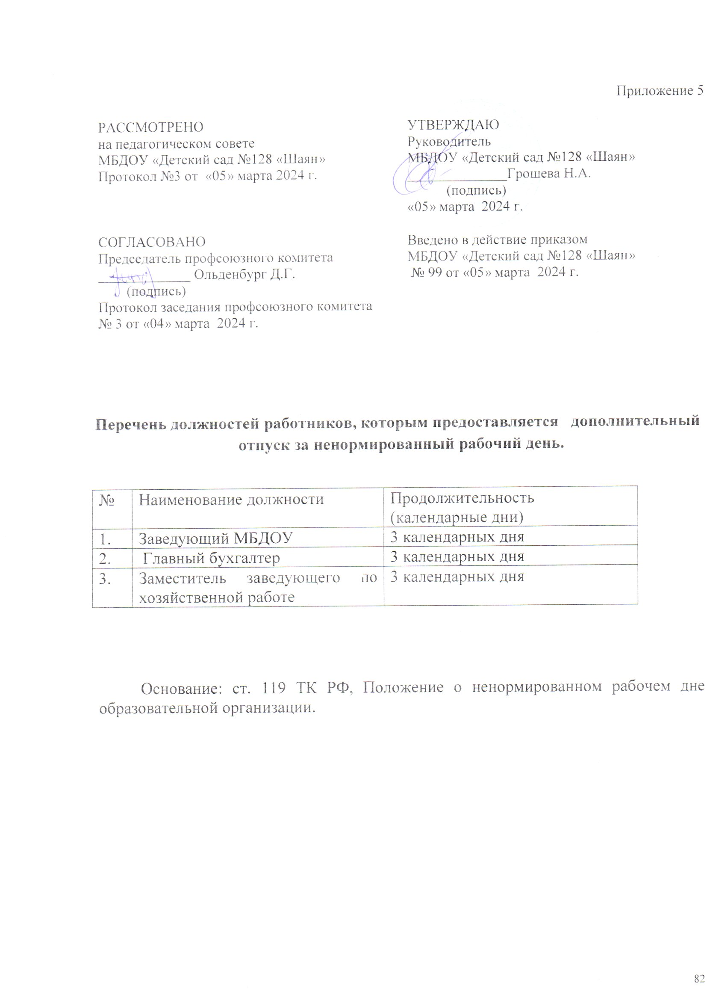 Приложение 5
РАССМОТРЕНО
на педагогическом совете
МБДОУ «Детский сад №128 «Шаян»
Протокол №3 от «05» марта 2024 г.
УТВЕРЖДАЮ
Руководитель
МБДОУ «Детский сад №128 «Шаян»
______________Грошева Н.А.
(подпись)
«05» марта 2024 г.
СОГЛАСОВАНО
Председатель профсоюзного комитета
_____________ Ольденбург Д.Г.
(подпись)
Протокол заседания профсоюзного комитета
№ 3 от «04» марта 2024 г.
Введено в действие приказом
МБДОУ «Детский сад №128 «Шаян»
№ 99 от «05» марта 2024 г.
Перечень должностей работников, которым предоставляется дополнительный
отпуск за ненормированный рабочий день.
№ Наименование должности Продолжительность
(календарные дни)
1. Заведующий МБДОУ 3 календарных дня
2. Главный бухгалтер 3 календарных дня
3. Заместитель заведующего по 3 календарных дня
хозяйственной работе
Основание: ст. 119 ТК РФ, Положение о ненормированном рабочем дне
образовательной организации.
82